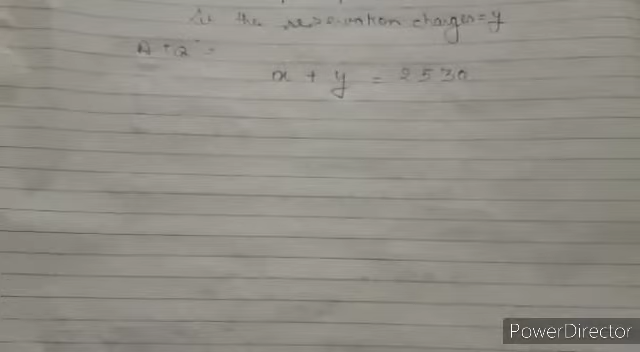 the reservation charges = y
A.T.Q -
x + y = 2530
PowerDirector